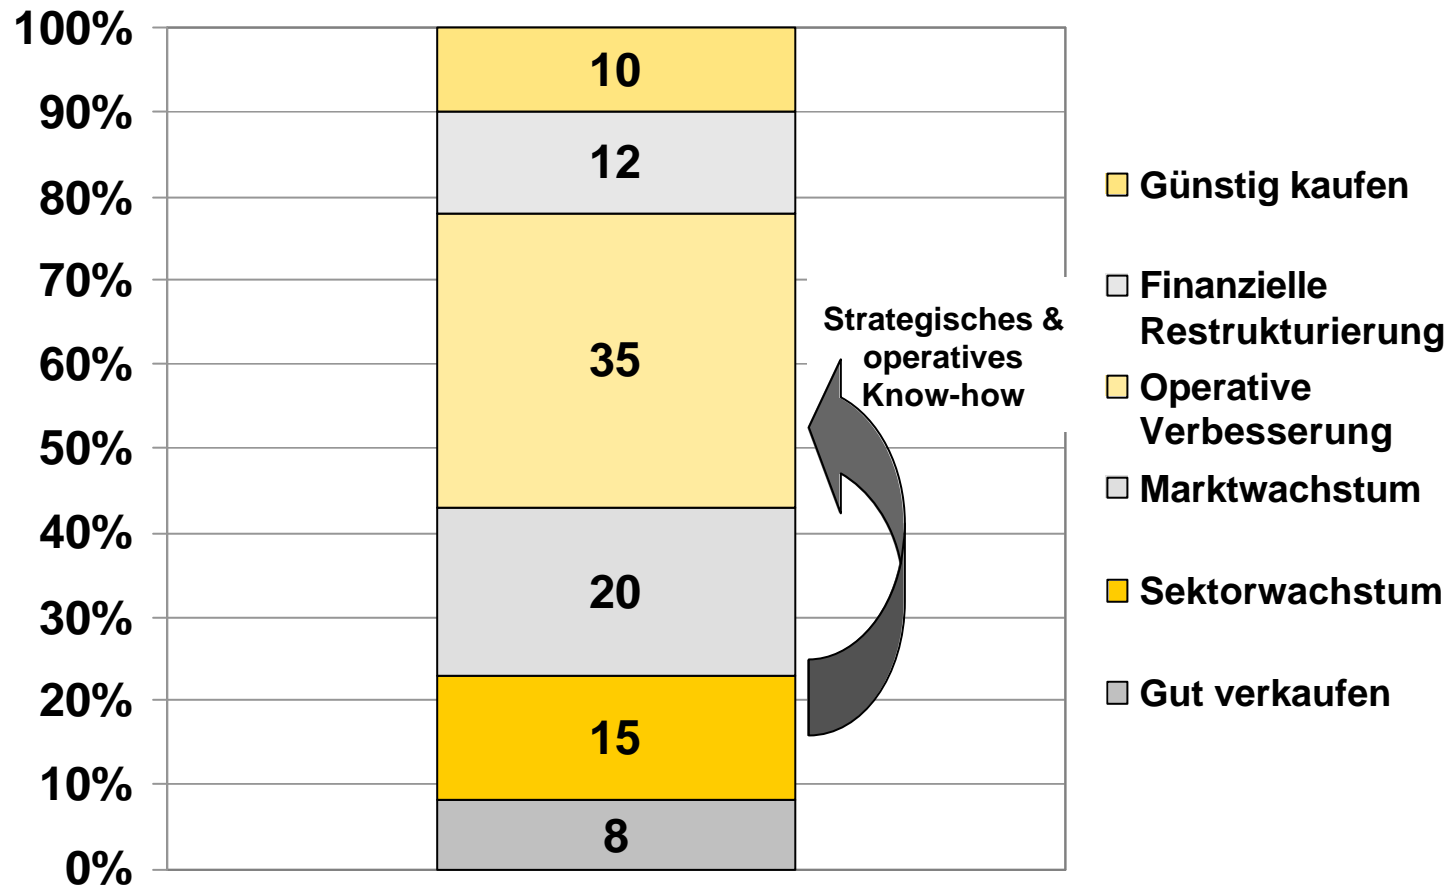 100%
90%
80%
70%
60%
50%
40%
30%
20%
10%
0%
10
12
35
20
15
8
Strategisches &
operatives
Know-how
Günstig kaufen
Finanzielle
Restrukturierung
Operative
Verbesserung
Marktwachstum
Sektorwachstum
Gut verkaufen